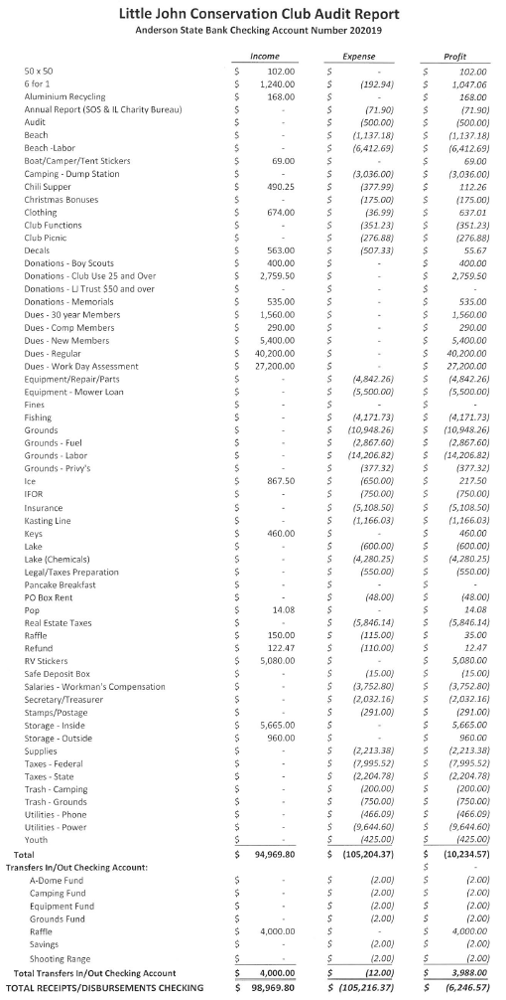 Little John Conservation Club Audit Report
Anderson State Bank Checking Account Number 202019
Income Expense Profit
50 x 50 $ 102.00 $ - $ 102.00
6 for 1 $ 1,240.00 $ (192.94) $ 1,047.06
Aluminium Recycling $ 168.00 $ - $ 168.00
Annual Report (SOS & IL Charity Bureau) $ - $ (71.90) $ (71.90)
Audit $ - $ (500.00) $ (500.00)
Beach $ - $ (1,137.18) $ (1,137.18)
Beach -Labor $ - $ (6,412.69) $ (6,412.69)
Boat/Camper/Tent Stickers $ 69.00 $ - $ 69.00
Camping - Dump Station $ - $ (3,036.00) $ (3,036.00)
Chili Supper $ 490.25 $ (377.99) $ 112.26
Christmas Bonuses $ - $ (175.00) $ (175.00)
Clothing $ 674.00 $ (36.99) $ 637.01
Club Functions $ - $ (351.23) $ (351.23)
Club Picnic $ - $ (276.88) $ (276.88)
Decals $ 563.00 $ (507.33) $ 55.67
Donations - Boy Scouts $ 400.00 $ - $ 400.00
Donations - Club Use 25 and Over $ 2,759.50 $ - $ 2,759.50
Donations - LJ Trust $50 and over $ - $ - $ -
Donations - Memorials $ 535.00 $ - $ 535.00
Dues - 30 year Members $ 1,560.00 $ - $ 1,560.00
Dues - Comp Members $ 290.00 $ - $ 290.00
Dues - New Members $ 5,400.00 $ - $ 5,400.00
Dues - Regular $ 40,200.00 $ - $ 40,200.00
Dues - Work Day Assessment $ 27,200.00 $ - $ 27,200.00
Equipment/Repair/Parts $ - $ (4,842.26) $ (4,842.26)
Equipment - Mower Loan $ - $ (5,500.00) $ (5,500.00)
Fines $ - $ - $ -
Fishing $ - $ (4,171.73) $ (4,171.73)
Grounds $ - $ (10,948.26) $ (10,948.26)
Grounds - Fuel $ - $ (2,867.60) $ (2,867.60)
Grounds - Labor $ - $ (14,206.82) $ (14,206.82)
Grounds - Privy's $ - $ (377.32) $ (377.32)
Ice $ 867.50 $ (650.00) $ 217.50
IFOR $ - $ (750.00) $ (750.00)
Insurance $ - $ (5,108.50) $ (5,108.50)
Kasting Line $ - $ (1,166.03) $ (1,166.03)
Keys $ 460.00 $ - $ 460.00
Lake $ - $ (600.00) $ (600.00)
Lake (Chemicals) $ - $ (4,280.25) $ (4,280.25)
Legal/Taxes Preparation $ - $ (550.00) $ (550.00)
Pancake Breakfast $ - $ - $ -
PO Box Rent $ - $ (48.00) $ (48.00)
Pop $ 14.08 $ - $ 14.08
Real Estate Taxes $ - $ (5,846.14) $ (5,846.14)
Raffle $ 150.00 $ (115.00) $ 35.00
Refund $ 122.47 $ (110.00) $ 12.47
RV Stickers $ 5,080.00 $ - $ 5,080.00
Safe Deposit Box $ - $ (15.00) $ (15.00)
Salaries - Workman's Compensation $ - $ (3,752.80) $ (3,752.80)
Secretary/Treasurer $ - $ (2,032.16) $ (2,032.16)
Stamps/Postage $ - $ (291.00) $ (291.00)
Storage - Inside $ 5,665.00 $ - $ 5,665.00
Storage - Outside $ 960.00 $ - $ 960.00
Supplies $ - $ (2,213.38) $ (2,213.38)
Taxes - Federal $ - $ (7,995.52) $ (7,995.52)
Taxes - State $ - $ (2,204.78) $ (2,204.78)
Trash - Camping $ - $ (200.00) $ (200.00)
Trash - Grounds $ - $ (750.00) $ (750.00)
Utilities - Phone $ - $ (466.09) $ (466.09)
Utilities - Power $ - $ (9,644.60) $ (9,644.60)
Youth $ - $ (425.00) $ (425.00)
Total $ 94,969.80 $ (105,204.37) $ (10,234.57)
Transfers In/Out Checking Account: $ -
A-Dome Fund $ - $ (2.00) $ (2.00)
Camping Fund $ - $ (2.00) $ (2.00)
Equipment Fund $ - $ (2.00) $ (2.00)
Grounds Fund $ - $ (2.00) $ (2.00)
Raffle $ 4,000.00 $ - $ 4,000.00
Savings $ - $ (2.00) $ (2.00)
Shooting Range $ - $ (2.00) $ (2.00)
Total Transfers In/Out Checking Account $ 4,000.00 $ (12.00) $ 3,988.00
TOTAL RECEIPTS/DISBURSEMENTS CHECKING $ 98,969.80 $ (105,216.37) $ (6,246.57)